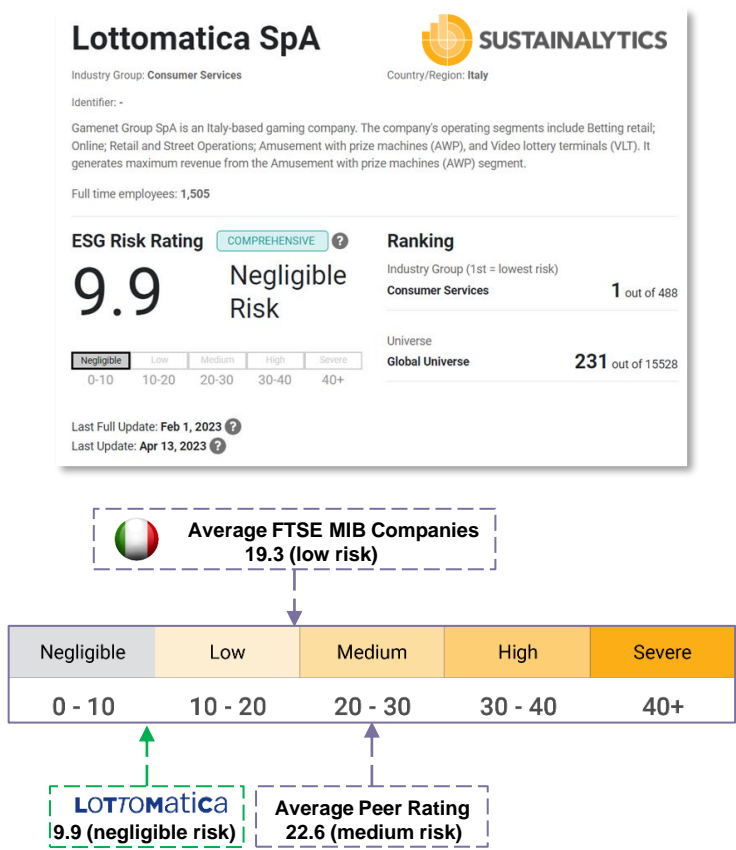 Lottomatica SpA
SUSTAINALYTICS
Industry Group: Consumer Services
Country/Region: Italy
Identifier: -
Gamenet Group SpA is an Italy-based gaming company. The company's operating segments include Betting retail;
Online; Retail and Street Operations; Amusement with prize machines (AWP), and Video lottery terminals (VLT). It
generates maximum revenue from the Amusement with prize machines (AWP) segment.
Full time employees: 1,505
ESG Risk Rating COMPREHENSIVE ?
9.9 Negligible
Risk
Negligible Low Medium High Severe
0-10 10-20 20-30 30-40 40+
Last Full Update: Feb 1, 2023 ?
Last Update: Apr 13, 2023 ?
Ranking
Industry Group (1st = lowest risk)
Consumer Services 1 out of 488
Universe
Global Universe 231 out of 15528
Average FTSE MIB Companies
19.3 (low risk)
Negligible Low Medium High Severe
0 - 10 10 - 20 20 - 30 30 - 40 40+
LOTTOMATICA
9.9 (negligible risk)
Average Peer Rating
22.6 (medium risk)